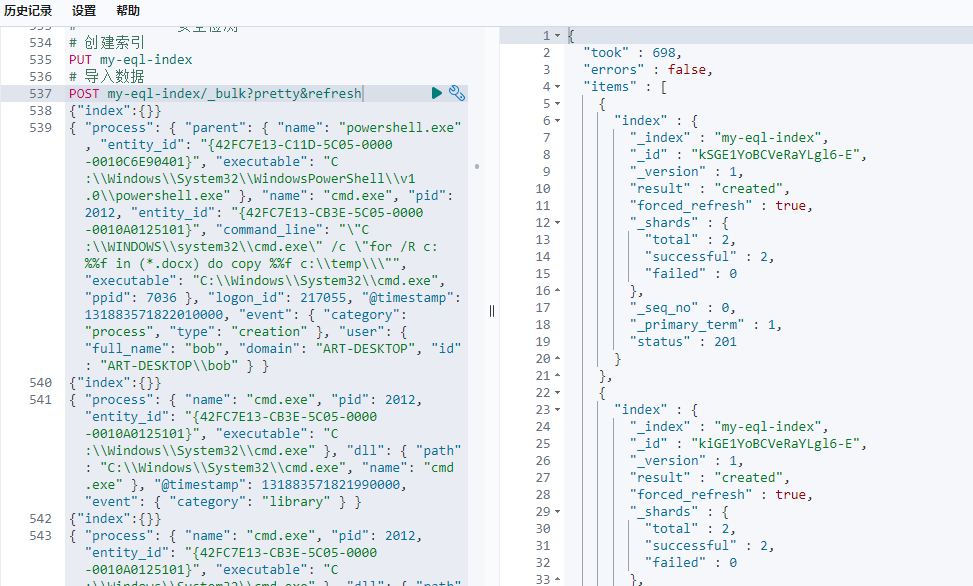 历史记录 设置 帮助
534 # 创建索引
535 PUT my-eql-index
536 # 导入数据
537 POST my-eql-index/_bulk?pretty&refresh
538 {"index":{}}
539 { "process": { "parent": { "name": "powershell.exe"
, "entity_id": "{42FC7E13-C11D-5C05-0000
-0010C6E90401}", "executable": "C
:\\Windows\\System32\\WindowsPowerShell\\v1
.0\\powershell.exe" }, "name": "cmd.exe", "pid":
2012, "entity_id": "{42FC7E13-CB3E-5C05-0000
-0010A0125101}", "command_line": "\"C
:\\WINDOWS\\system32\\cmd.exe\" /c \"for /R c:
%%f in (*.docx) do copy %%f c:\\temp\\\"",
"executable": "C:\\Windows\\System32\\cmd.exe",
"ppid": 7036 }, "logon_id": 217055, "@timestamp":
131883571822010000, "event": { "category":
"process", "type": "creation" }, "user": {
"full_name": "bob", "domain": "ART-DESKTOP", "id"
: "ART-DESKTOP\\bob" } }
540 {"index":{}}
541 { "process": { "name": "cmd.exe", "pid": 2012,
"entity_id": "{42FC7E13-CB3E-5C05-0000
-0010A0125101}", "executable": "C
:\\Windows\\System32\\cmd.exe" }, "dll": { "path"
: "C:\\Windows\\System32\\cmd.exe", "name": "cmd
.exe" }, "@timestamp": 131883571821990000,
"event": { "category": "library" } }
542 {"index":{}}
543 { "process": { "name": "cmd.exe", "pid": 2012,
"entity_id": "{42FC7E13-CB3E-5C05-0000
-0010A0125101}", "executable": "C
:\\Windows\\System32\\cmd.exe" }, "dll": { "path"
1 {
2 "took" : 698,
3 "errors" : false,
4 "items" : [
5 {
6 "index" : {
7 "_index" : "my-eql-index",
8 "_id" : "kSGE1YoBCVeRaYLgl6-E",
9 "_version" : 1,
10 "result" : "created",
11 "forced_refresh" : true,
12 "_shards" : {
13 "total" : 2,
14 "successful" : 2,
15 "failed" : 0
16 },
17 "_seq_no" : 0,
18 "_primary_term" : 1,
19 "status" : 201
20 }
21 },
22 {
23 "index" : {
24 "_index" : "my-eql-index",
25 "_id" : "kiGE1YoBCVeRaYLgl6-E",
26 "_version" : 1,
27 "result" : "created",
28 "forced_refresh" : true,
29 "_shards" : {
30 "total" : 2,
31 "successful" : 2,
32 "failed" : 0
33 },